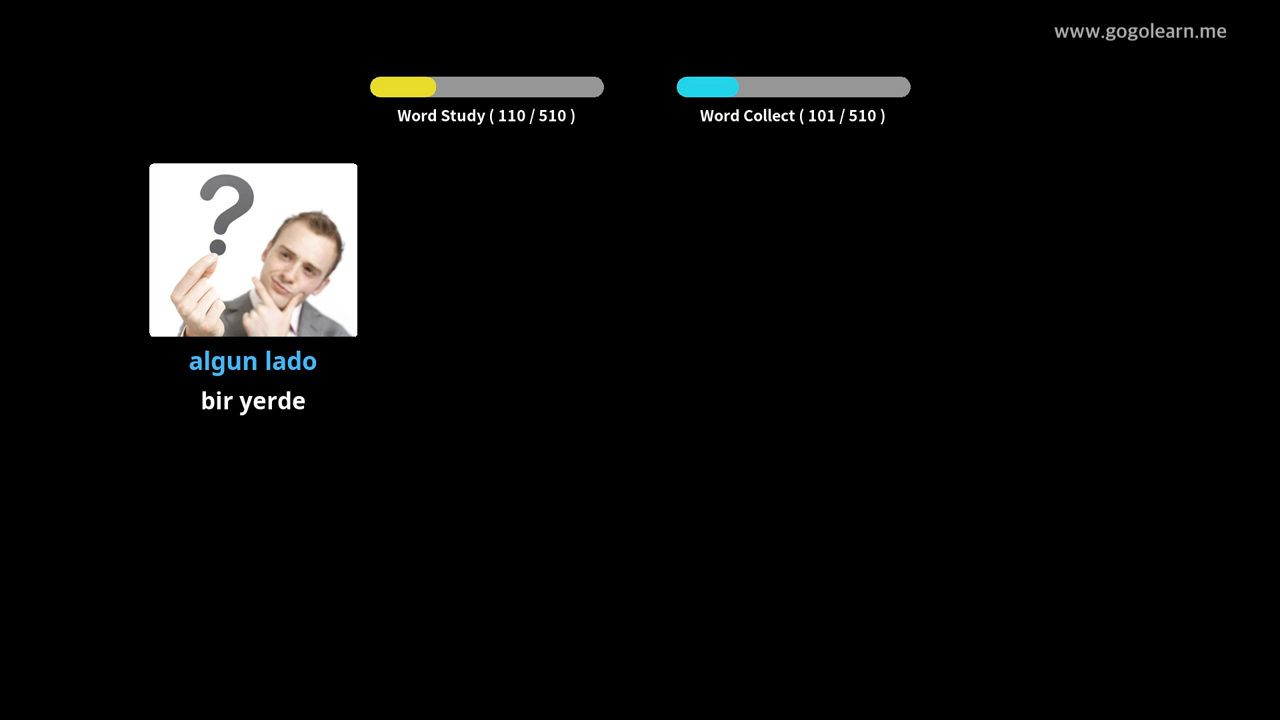 www.gogolearn.me
Word Study ( 110 / 510 )
Word Collect ( 101 / 510 )
?
algun lado
bir yerde